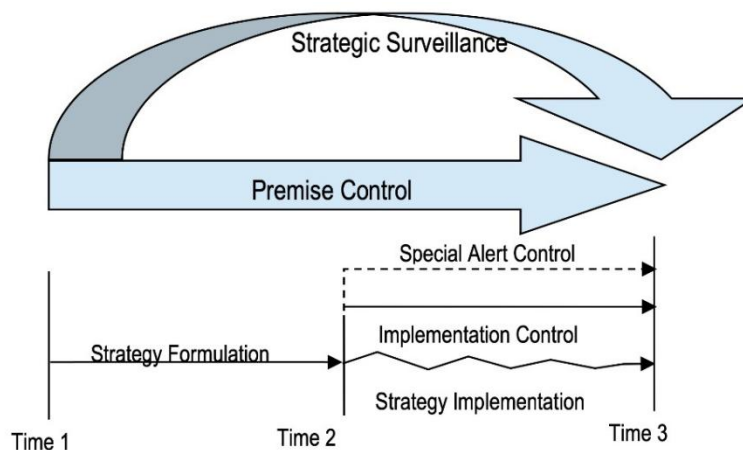 Strategic Surveillance
Premise Control
Special Alert Control
Implementation Control
Strategy Formulation
Strategy Implementation
Time 1
Time 2
Time 3